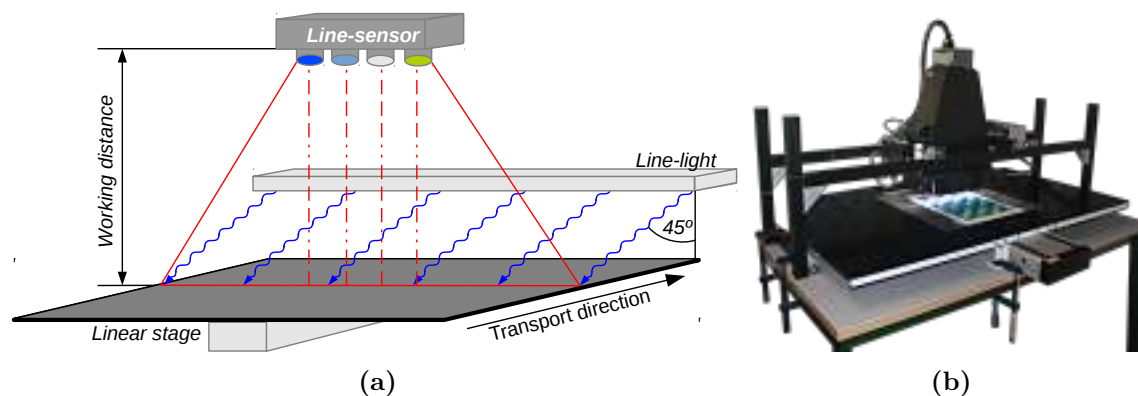 Line-sensor
Working distance
Line-light
45º
Transport direction
Linear stage
(a)
(b)